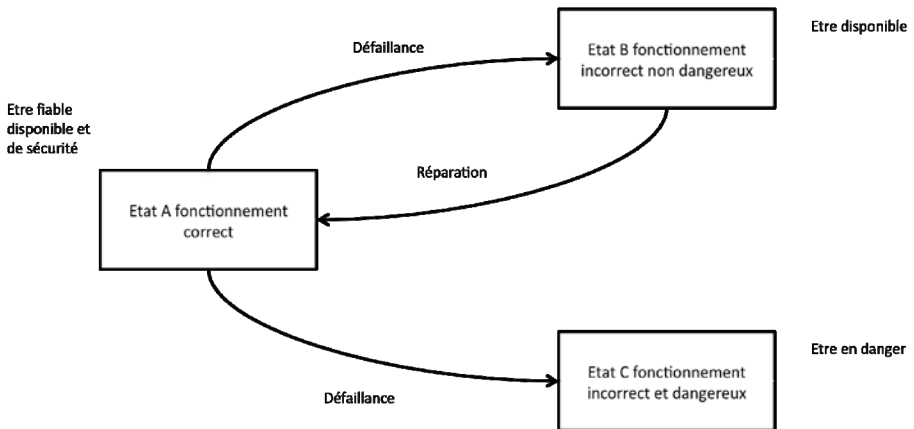 Etre disponible
Défaillance
Etat B fonctionnement
incorrect non dangereux
Etre fiable
disponible et
de sécurité
Réparation
Etat A fonctionnement
correct
Etat C fonctionnement
incorrect et dangereux
Etre en danger
Défaillance